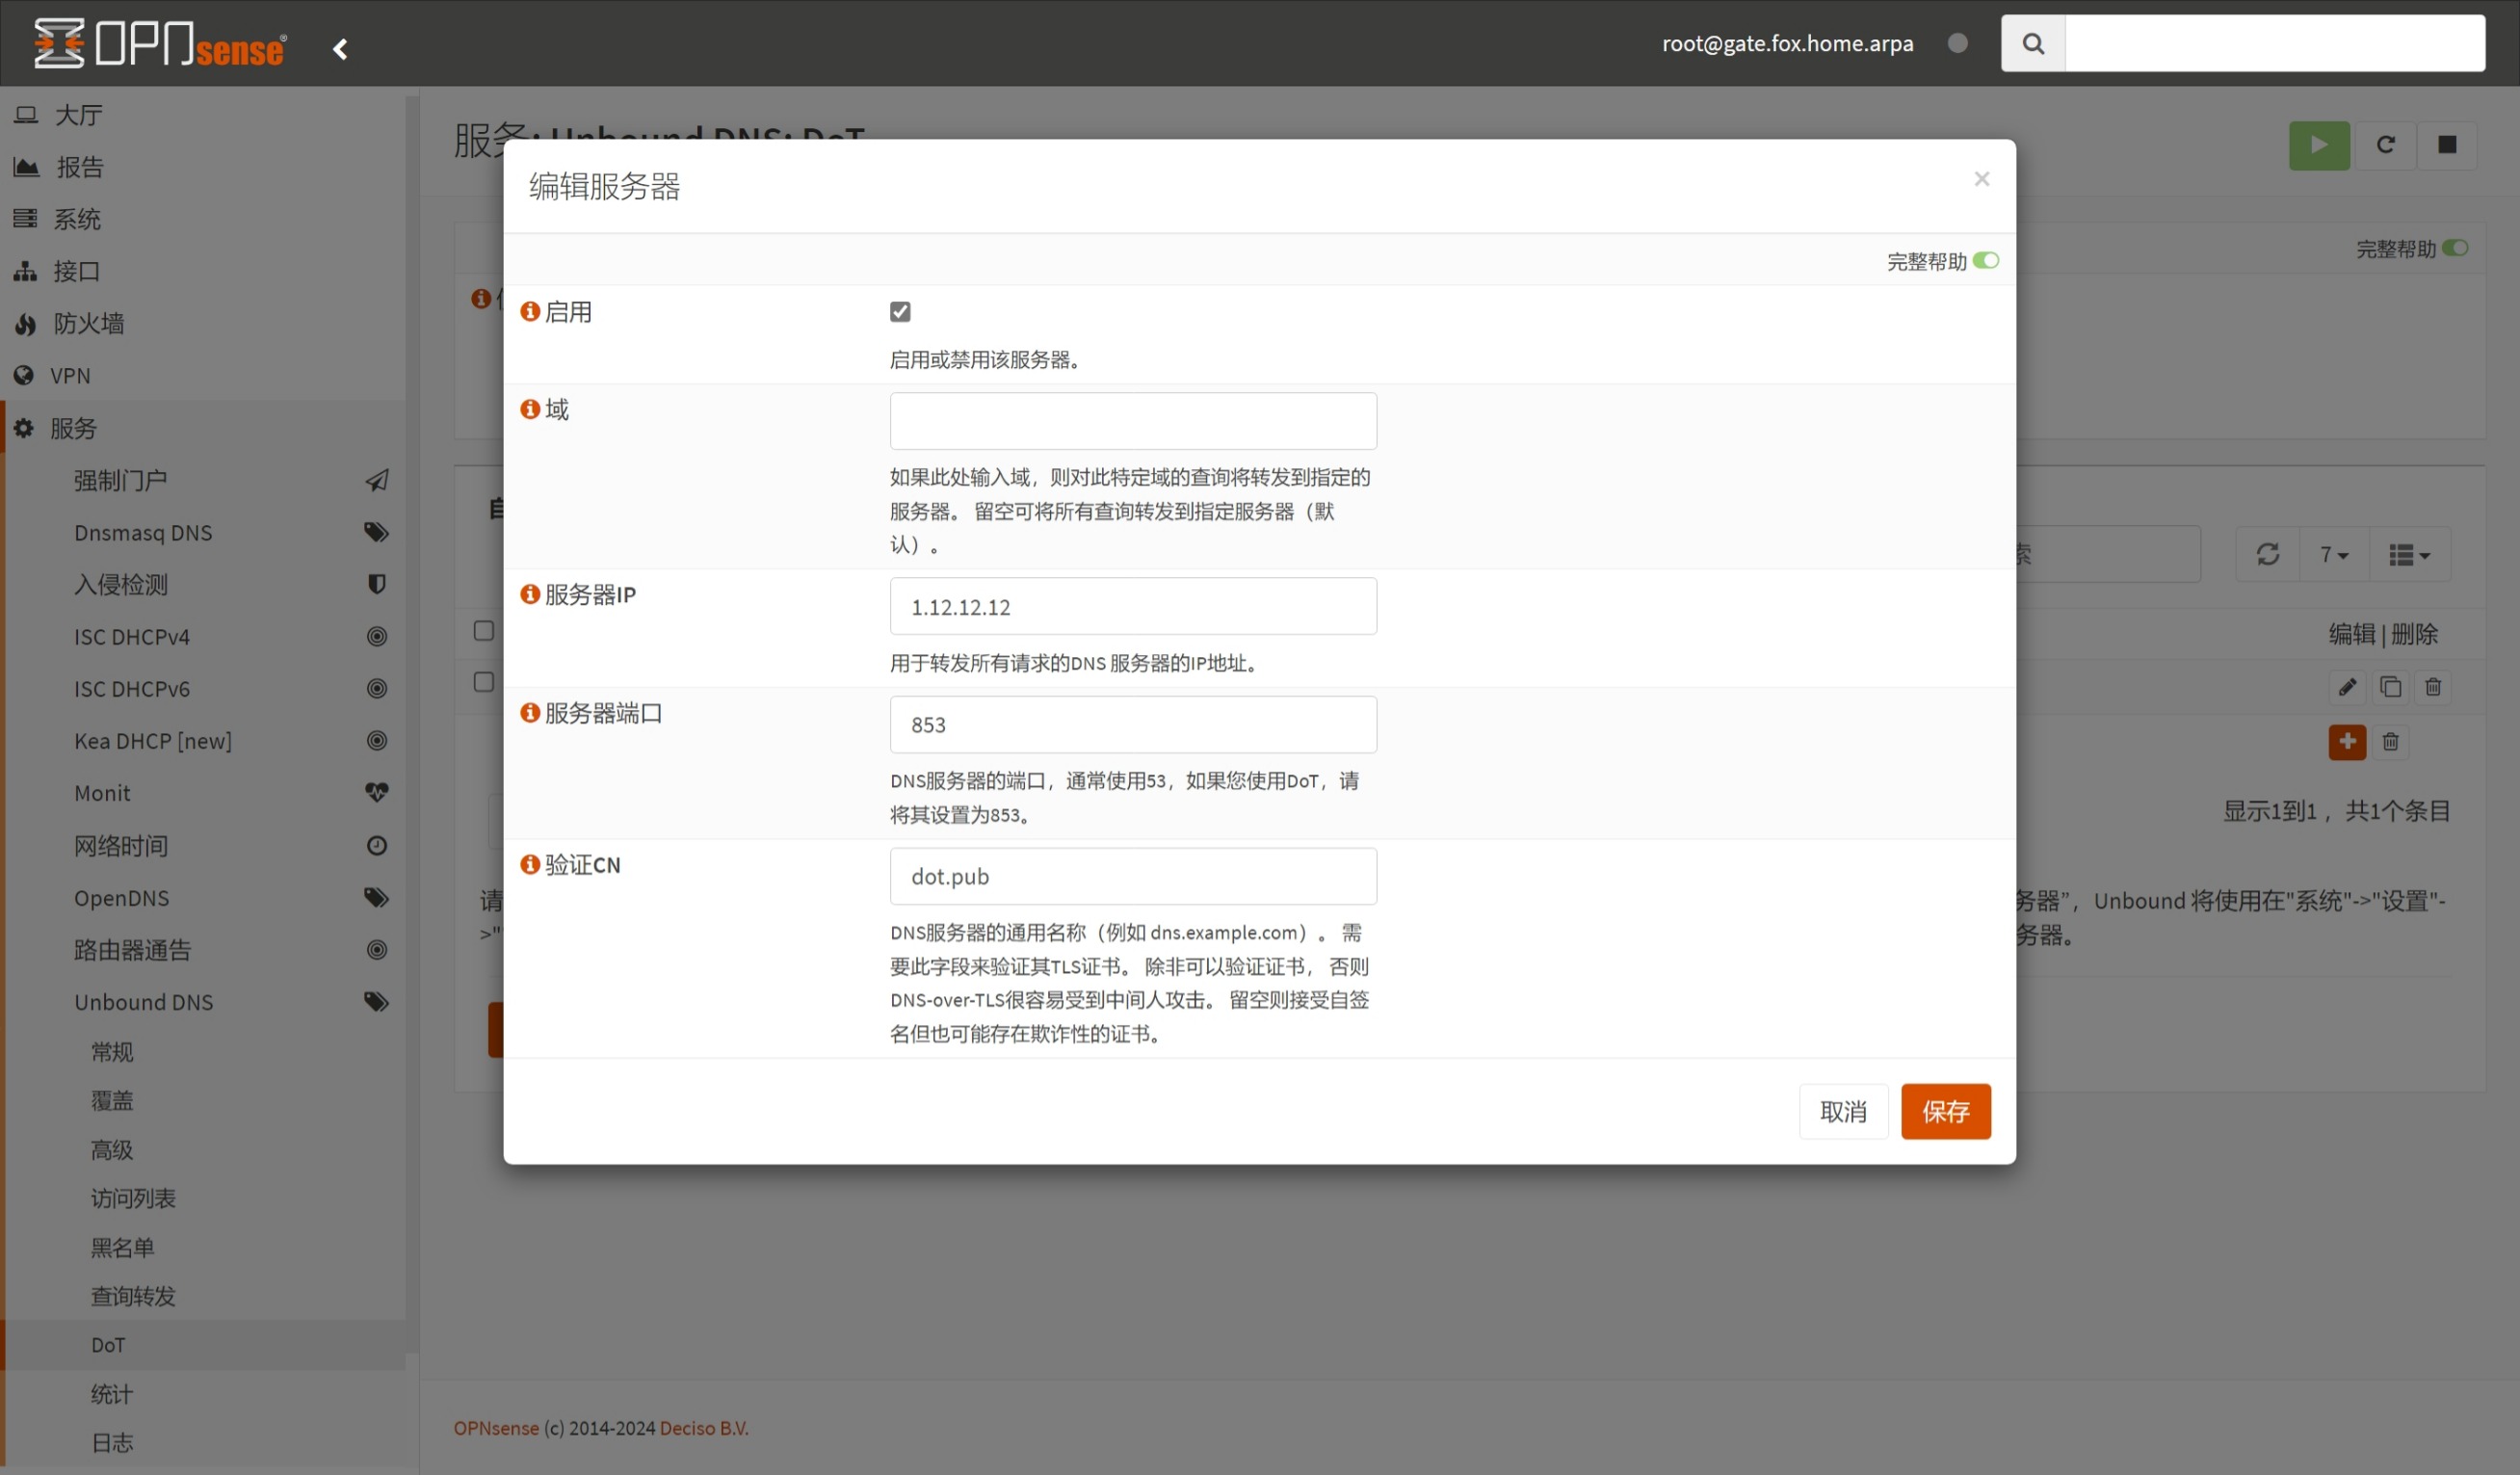 OPNsense®
root@gate.fox.home.arpa
大厅
报告
系统
接口
防火墙
VPN
服务
强制门户
Dnsmasq DNS
入侵检测
ISC DHCPv4
ISC DHCPv6
Kea DHCP [new]
Monit
网络时间
OpenDNS
路由器通告
Unbound DNS
常规
覆盖
高级
访问列表
黑名单
查询转发
DoT
统计
日志
服务: Unbound DNS: DoT
完整帮助
编辑服务器
×
完整帮助
启用
启用或禁用该服务器。
域
如果此处输入域，则对此特定域的查询将转发到指定的
服务器。 留空可将所有查询转发到指定服务器（默
认）。
服务器IP
1.12.12.12
用于转发所有请求的DNS 服务器的IP地址。
服务器端口
853
DNS服务器的端口，通常使用53，如果您使用DoT，请
将其设置为853。
验证CN
dot.pub
DNS服务器的通用名称（例如 dns.example.com）。 需
要此字段来验证其TLS证书。 除非可以验证证书， 否则
DNS-over-TLS很容易受到中间人攻击。 留空则接受自签
名但也可能存在欺诈性的证书。
取消
保存
索
7
编辑 | 删除
显示1到1 ，共1个条目
请
务器”，Unbound 将使用在"系统"->"设置"-
>"
务器。
OPNsense (c) 2014-2024 Deciso B.V.